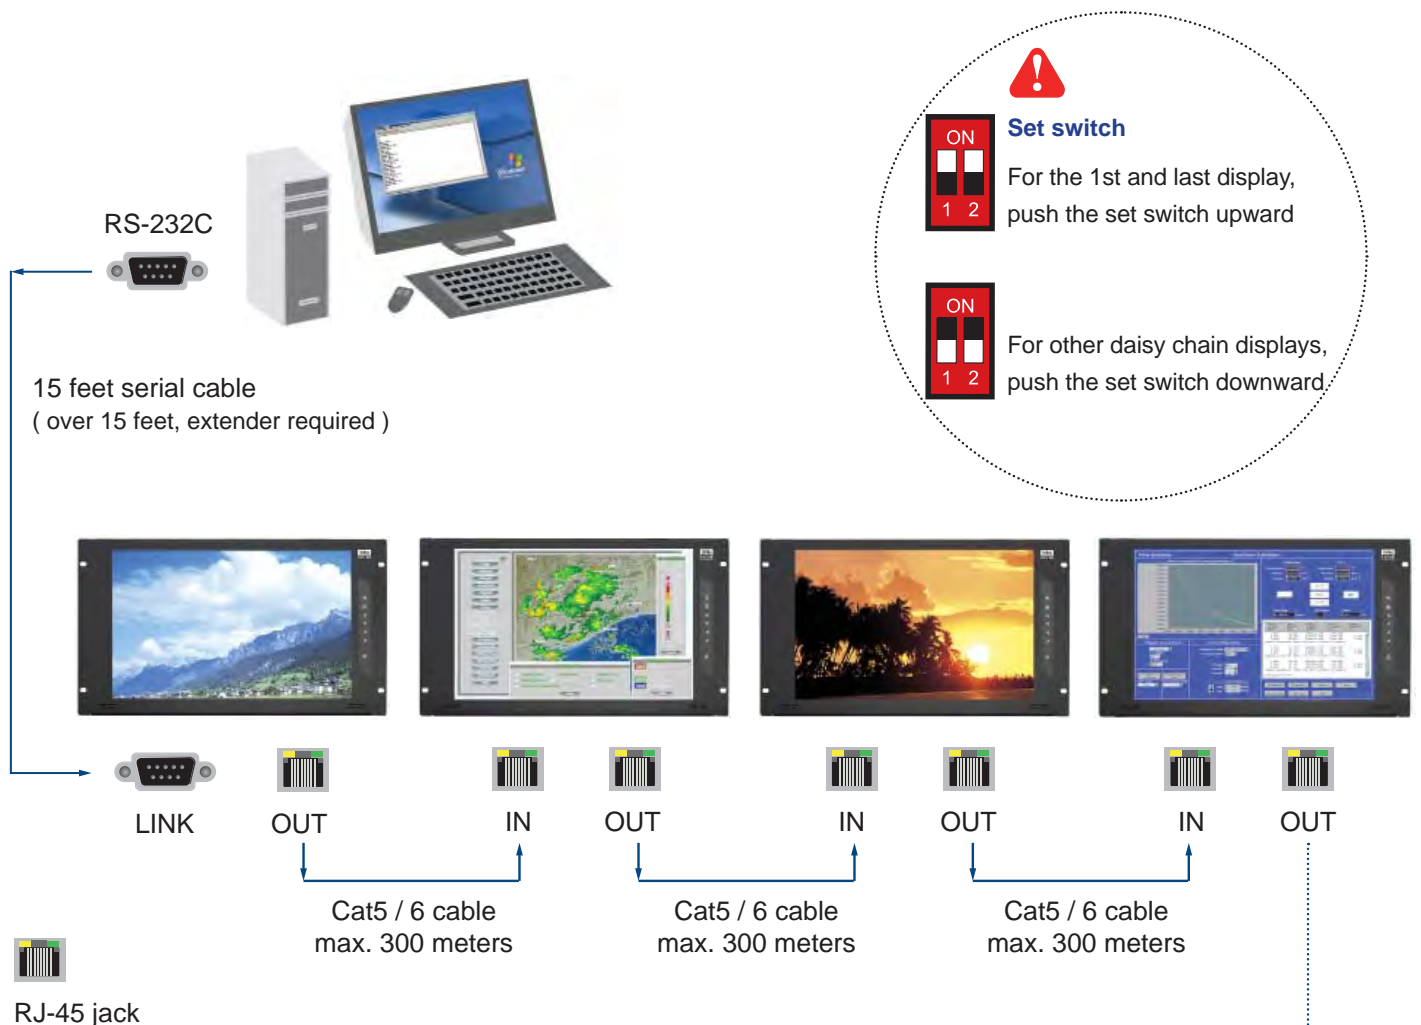 Set switch
ON
1 2
For the 1st and last display,
push the set switch upward
RS-232C
ON
1 2
For other daisy chain displays,
push the set switch downward.
15 feet serial cable
( over 15 feet, extender required )
LINK
OUT
IN
OUT
IN
OUT
IN
OUT
Cat5 / 6 cable
max. 300 meters
Cat5 / 6 cable
max. 300 meters
Cat5 / 6 cable
max. 300 meters
RJ-45 jack